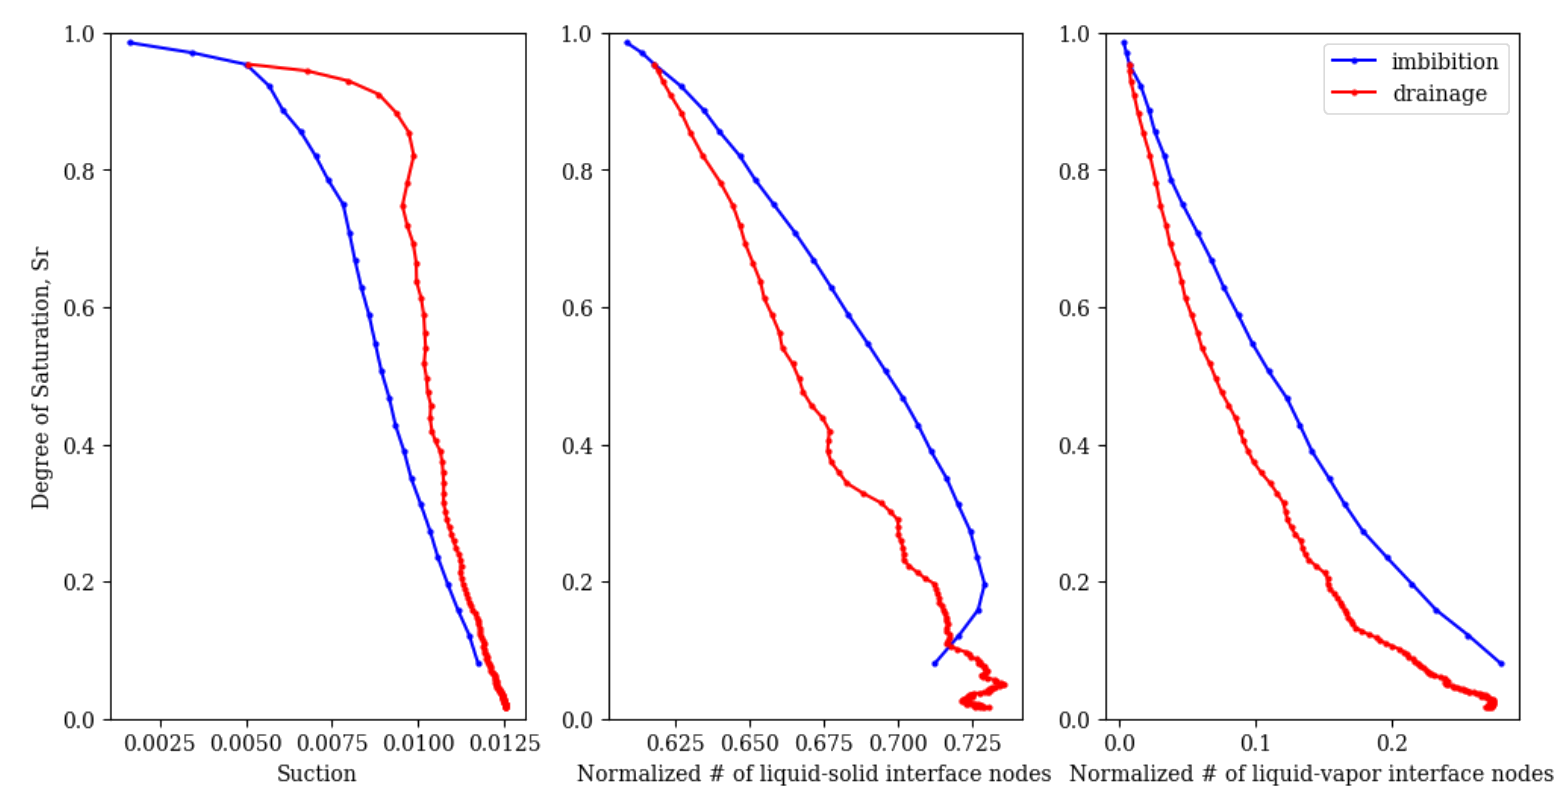 Degree of Saturation, Sr
1.0
0.8
0.6
0.4
0.2
0.0
0.0025 0.0050 0.0075 0.0100 0.0125
Suction
1.0
0.8
0.6
0.4
0.2
0.0
0.625 0.650 0.675 0.700 0.725
Normalized # of liquid-solid interface nodes
1.0
0.8
0.6
0.4
0.2
0.0
0.0 0.1 0.2
Normalized # of liquid-vapor interface nodes
imbibition
drainage